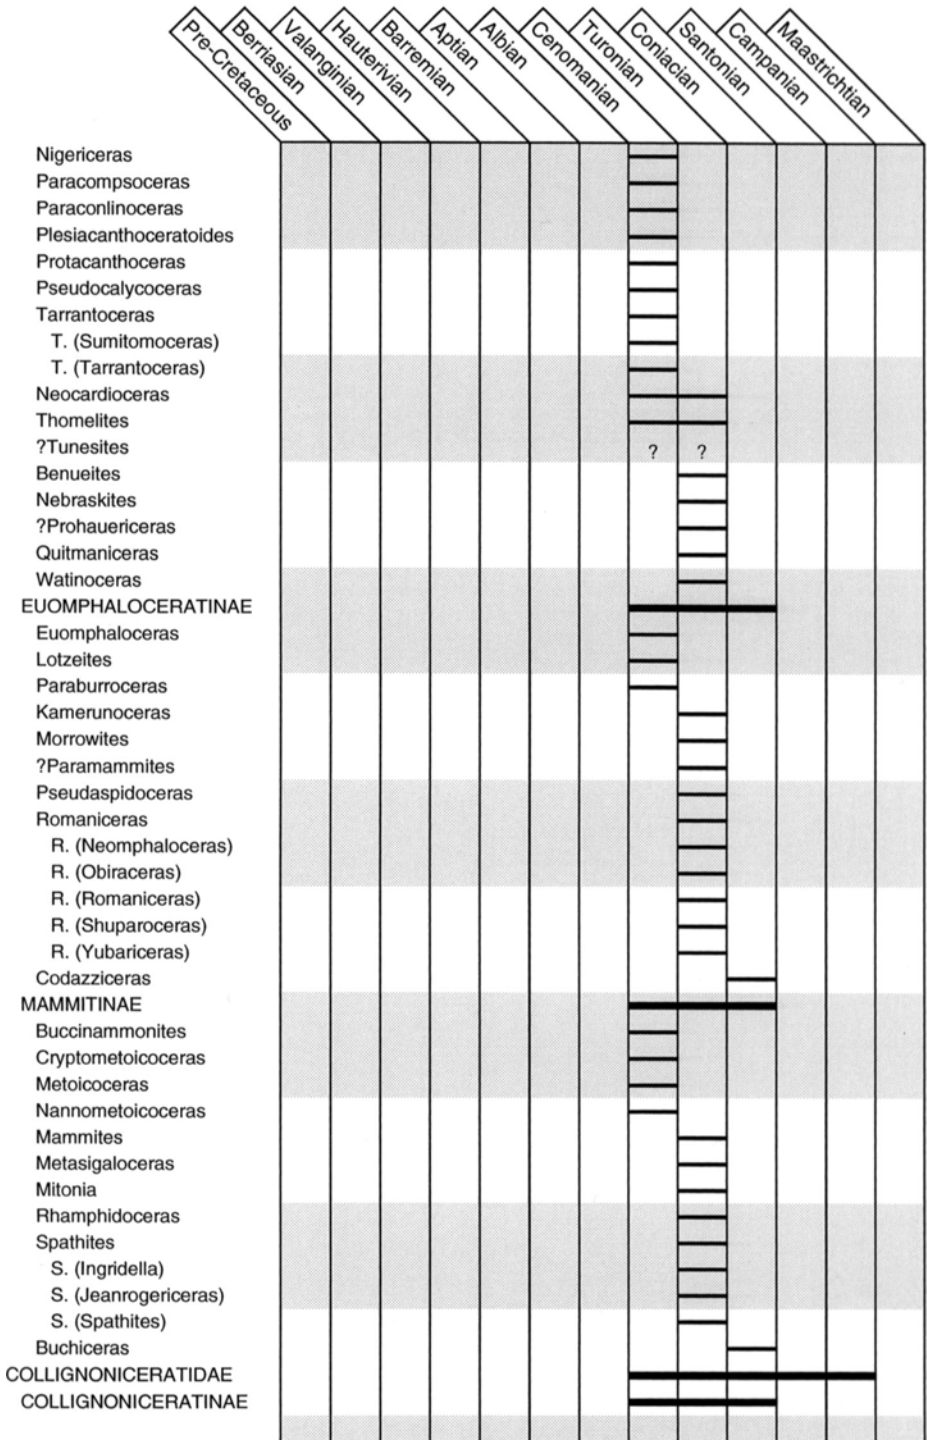 Pre-Cretaceous
Berriasian
Valanginian
Hauterivian
Barremian
Aptian
Albian
Cenomanian
Turonian
Coniacian
Santonian
Campanian
Maastrichtian
Nigericeras
Paracompsoceras
Paraconlinoceras
Plesiacanthoceratoides
Protacanthoceras
Pseudocalycoceras
Tarrantoceras
T. (Sumitomoceras)
T. (Tarrantoceras)
Neocardioceras
Thomelites
?Tunesites ? ?
Benueites
Nebraskites
?Prohauericeras
Quitmaniceras
Watinoceras
EUOMPHALOCERATINAE
Euomphaloceras
Lotzeites
Paraburroceras
Kamerunoceras
Morrowites
?Paramammites
Pseudaspidoceras
Romaniceras
R. (Neomphaloceras)
R. (Obiraceras)
R. (Romaniceras)
R. (Shuparoceras)
R. (Yubariceras)
Codazziceras
MAMMITINAE
Buccinammonites
Cryptometoicoceras
Metoicoceras
Nannometoicoceras
Mammites
Metasigaloceras
Mitonia
Rhamphidoceras
Spathites
S. (Ingridella)
S. (Jeanrogericeras)
S. (Spathites)
Buchiceras
COLLIGNONICERATIDAE
COLLIGNONICERATINAE